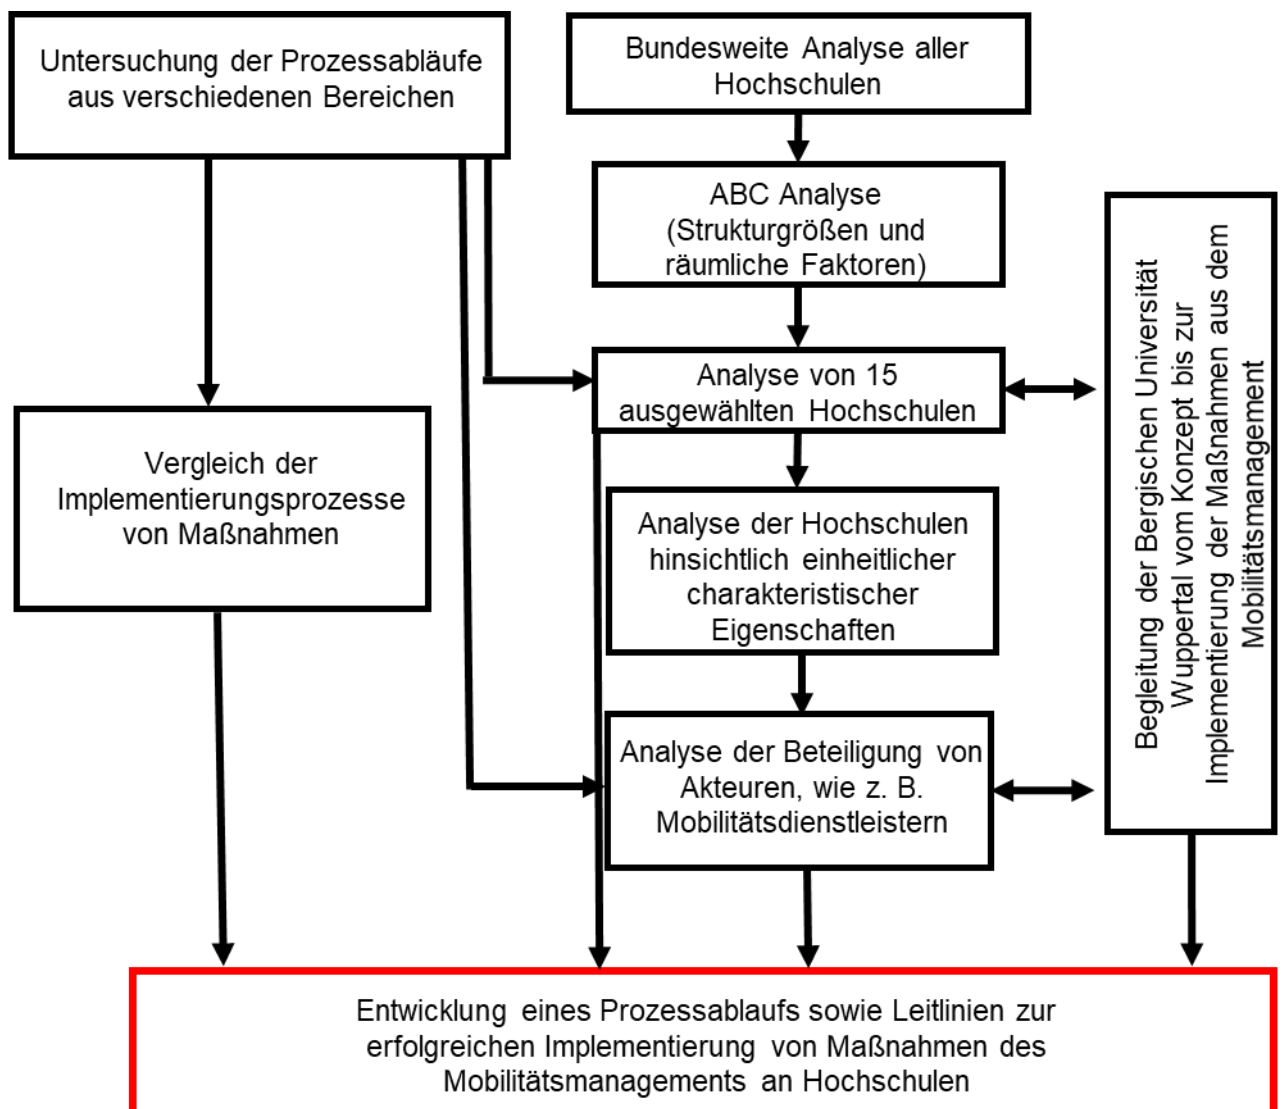 Untersuchung der Prozessabläufe
aus verschiedenen Bereichen
Bundesweite Analyse aller
Hochschulen
ABC Analyse
(Strukturgrößen und
räumliche Faktoren)
Analyse von 15
ausgewählten Hochschulen
Vergleich der
Implementierungsprozesse
von Maßnahmen
Analyse der Hochschulen
hinsichtlich einheitlicher
charakteristischer
Eigenschaften
Analyse der Beteiligung von
Akteuren, wie z. B.
Mobilitätsdienstleistern
Begleitung der Bergischen Universität
Wuppertal vom Konzept bis zur
Implementierung der Maßnahmen aus dem
Mobilitätsmanagement
Entwicklung eines Prozessablaufs sowie Leitlinien zur
erfolgreichen Implementierung von Maßnahmen des
Mobilitätsmanagements an Hochschulen